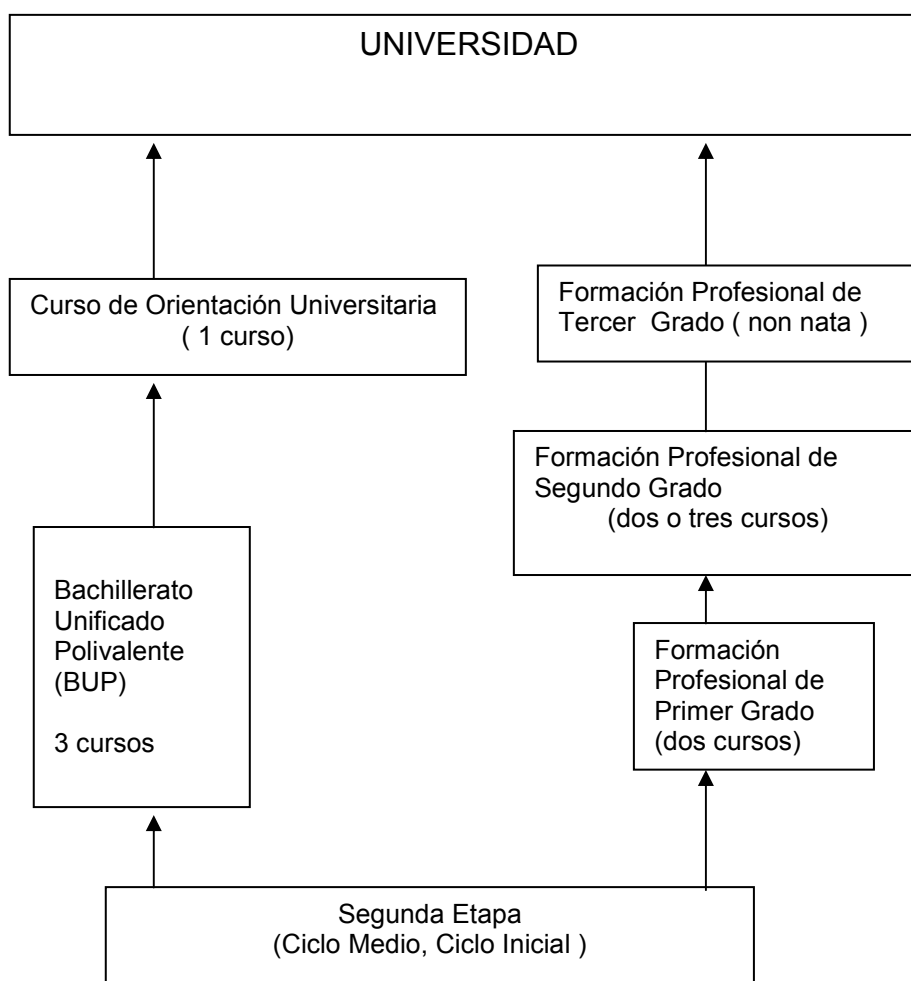 UNIVERSIDAD
Curso de Orientación Universitaria
( 1 curso)
Formación Profesional de
Tercer Grado ( non nata )
Formación Profesional de
Segundo Grado
(dos o tres cursos)
Bachillerato
Unificado
Polivalente
(BUP)
3 cursos
Formación
Profesional de
Primer Grado
(dos cursos)
Segunda Etapa
(Ciclo Medio, Ciclo Inicial )